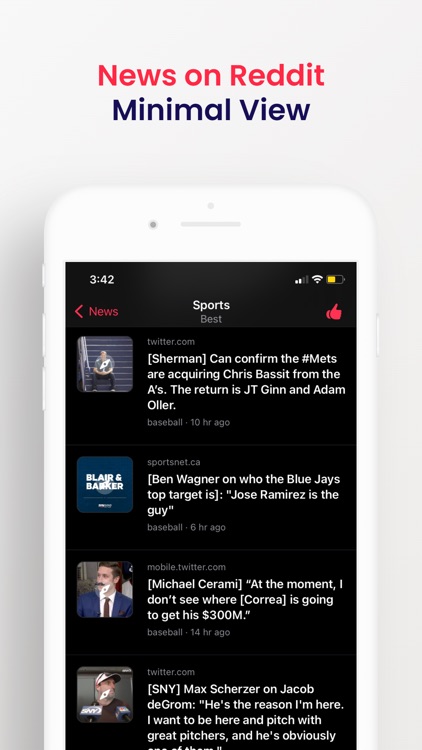 News on Reddit
Minimal View
3:42
News
Sports
Best
twitter.com
[Sherman] Can confirm the #Mets
are acquiring Chris Bassit from the
A's. The return is JT Ginn and Adam
Oller.
baseball · 10 hr ago
BLAIR &
BARKER
sportsnet.ca
[Ben Wagner on who the Blue Jays
top target is]: "Jose Ramirez is the
guy"
baseball · 6 hr ago
mobile.twitter.com
[Michael Cerami] “At the moment, I
don’t see where [Correa] is going
to get his $300M.”
baseball · 14 hr ago
SNY
twitter.com
[SNY] Max Scherzer on Jacob
deGrom: "He's the reason I'm here.
I want to be here and pitch with
great pitchers, and he's obviously
one of them."